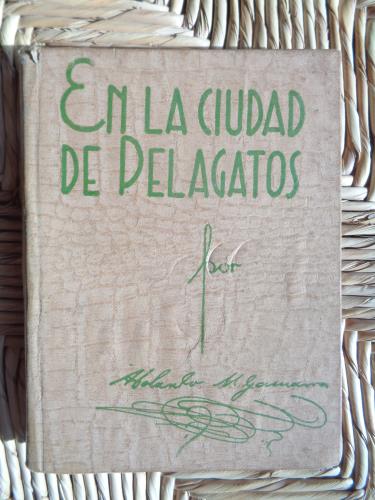 EN LA CIUDAD
DE PELAGATOS
por
Abelardo M. Gamarra